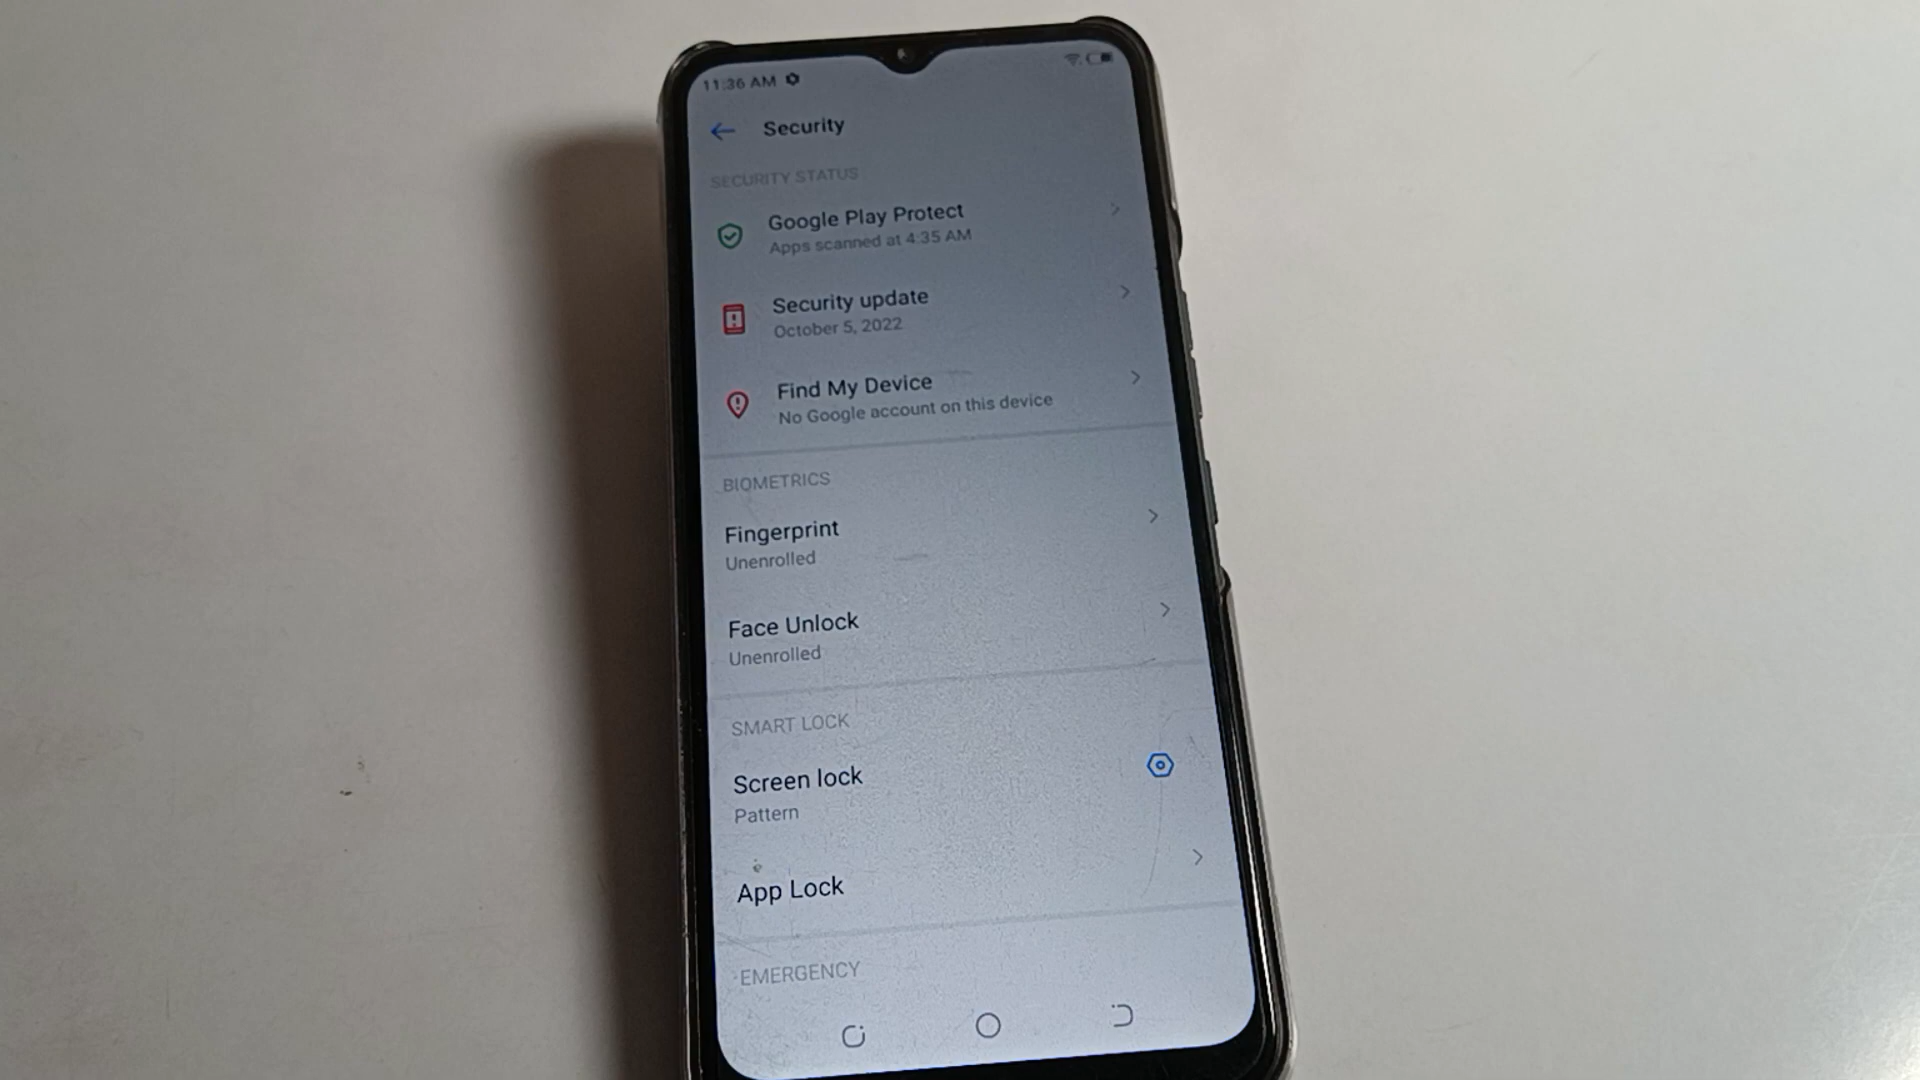 11:36 AM
Security
SECURITY STATUS
Google Play Protect
Apps scanned at 4:35 AM
Security update
October 5, 2022
Find My Device
No Google account on this device
BIOMETRICS
Fingerprint
Unenrolled
Face Unlock
Unenrolled
SMART LOCK
Screen lock
Pattern
App Lock
EMERGENCY